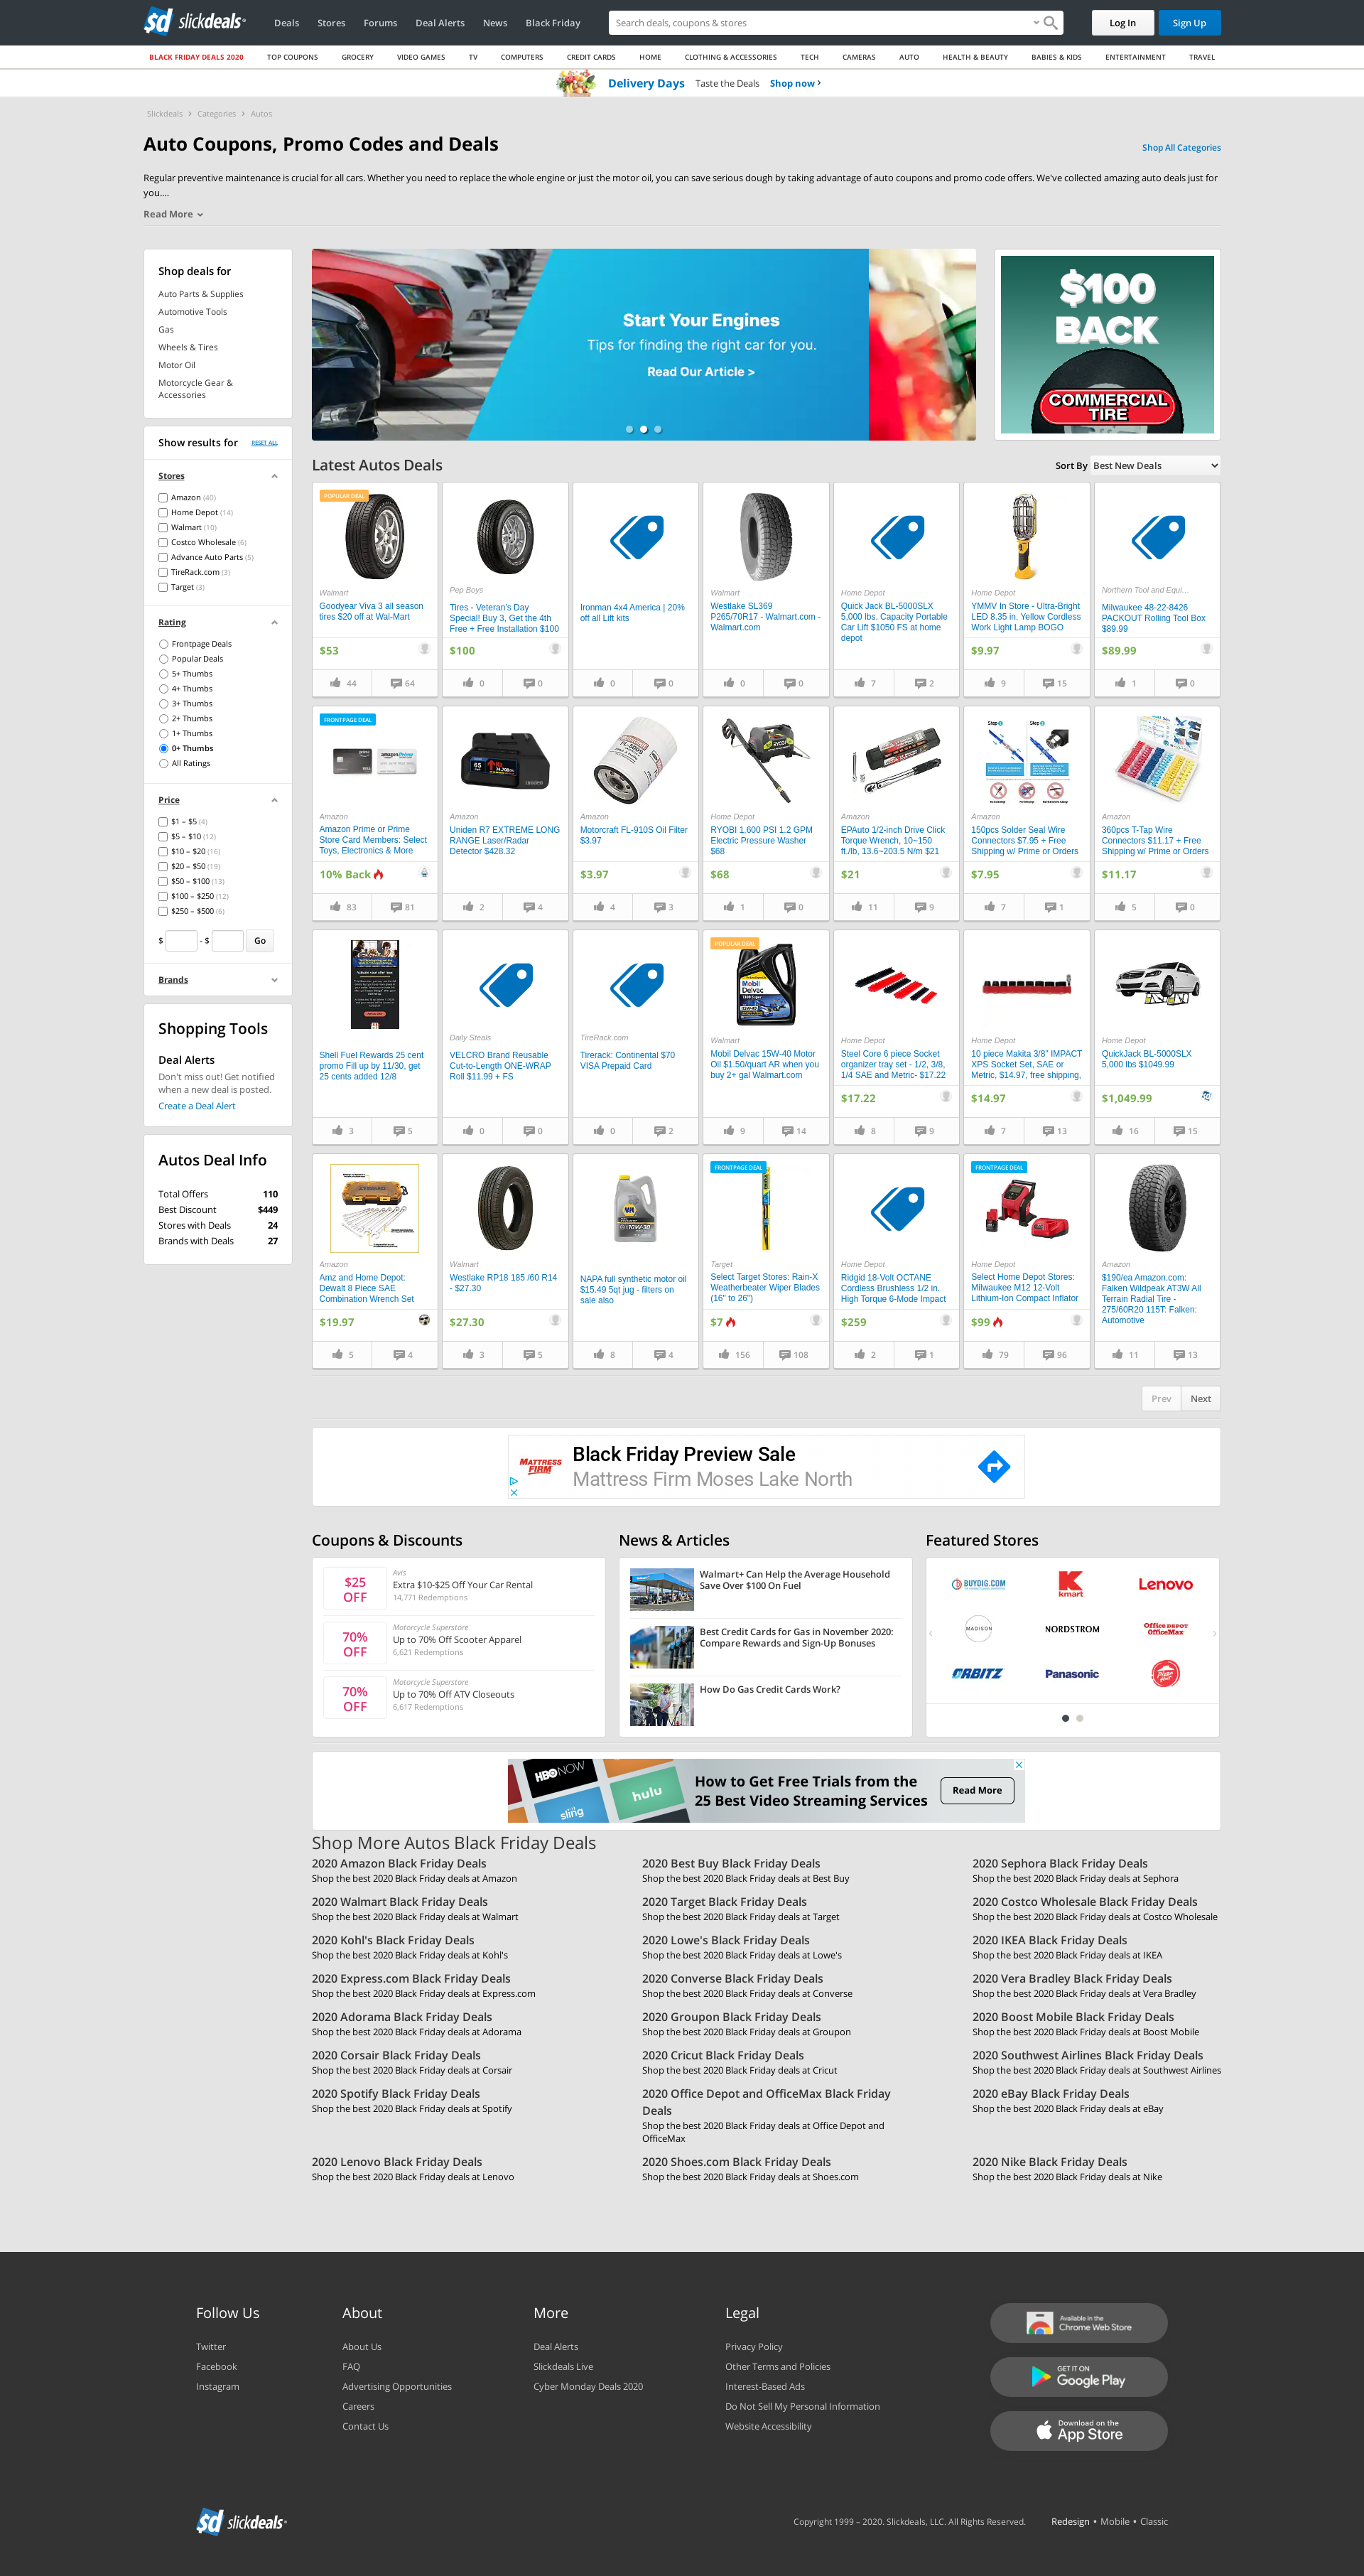 slickdeals
Deals Stores Forums Deal Alerts News Black Friday
Search deals, coupons & stores
Log In
Sign Up
BLACK FRIDAY DEALS 2020 TOP COUPONS GROCERY VIDEO GAMES TV COMPUTERS CREDIT CARDS HOME CLOTHING & ACCESSORIES TECH CAMERAS AUTO HEALTH & BEAUTY BABIES & KIDS ENTERTAINMENT TRAVEL
Delivery Days Taste the Deals Shop now ›
Slickdeals › Categories › Autos
Auto Coupons, Promo Codes and Deals
Shop All Categories
Regular preventive maintenance is crucial for all cars. Whether you need to replace the whole engine or just the motor oil, you can save serious dough by taking advantage of auto coupons and promo code offers. We've collected amazing auto deals just for
you....
Read More
Shop deals for
Auto Parts & Supplies
Automotive Tools
Gas
Wheels & Tires
Motor Oil
Motorcycle Gear &
Accessories
Show results for RESET ALL
Stores
Amazon (40)
Home Depot (14)
Walmart (10)
Costco Wholesale (6)
Advance Auto Parts (5)
TireRack.com (3)
Target (3)
Rating
Frontpage Deals
Popular Deals
5+ Thumbs
4+ Thumbs
3+ Thumbs
2+ Thumbs
1+ Thumbs
0+ Thumbs
All Ratings
Price
$1 – $5 (4)
$5 – $10 (12)
$10 – $20 (16)
$20 – $50 (19)
$50 – $100 (13)
$100 – $250 (12)
$250 – $500 (6)
$ - $ Go
Brands
Shopping Tools
Deal Alerts
Don't miss out! Get notified
when a new deal is posted.
Create a Deal Alert
Autos Deal Info
Total Offers 110
Best Discount $449
Stores with Deals 24
Brands with Deals 27
Start Your Engines
Tips for finding the right car for you.
Read Our Article >
$100
BACK
COMMERCIAL
TIRE
Latest Autos Deals
Sort By Best New Deals
POPULAR DEAL
Walmart
Goodyear Viva 3 all season
tires $20 off at Wal-Mart
$53
44 64
Pep Boys
Tires - Veteran's Day
Special! Buy 3, Get the 4th
Free + Free Installation $100
$100
0 0
Ironman 4x4 America | 20%
off all Lift kits
0 0
Walmart
Westlake SL369
P265/70R17 - Walmart.com -
Walmart.com
0 0
Home Depot
Quick Jack BL-5000SLX
5,000 lbs. Capacity Portable
Car Lift $1050 FS at home
depot
7 2
Home Depot
YMMV In Store - Ultra-Bright
LED 8.35 in. Yellow Cordless
Work Light Lamp BOGO
$9.97
9 15
Northern Tool and Equi...
Milwaukee 48-22-8426
PACKOUT Rolling Tool Box
$89.99
$89.99
1 0
FRONTPAGE DEAL
Amazon
Amazon Prime or Prime
Store Card Members: Select
Toys, Electronics & More
10% Back
83 81
Amazon
Uniden R7 EXTREME LONG
RANGE Laser/Radar
Detector $428.32
2 4
Amazon
Motorcraft FL-910S Oil Filter
$3.97
$3.97
4 3
Home Depot
RYOBI 1,600 PSI 1.2 GPM
Electric Pressure Washer
$68
$68
1 0
Amazon
EPAuto 1/2-inch Drive Click
Torque Wrench, 10~150
ft./lb, 13.6~203.5 N/m $21
$21
11 9
Amazon
150pcs Solder Seal Wire
Connectors $7.95 + Free
Shipping w/ Prime or Orders
$7.95
7 1
Amazon
360pcs T-Tap Wire
Connectors $11.17 + Free
Shipping w/ Prime or Orders
$11.17
5 0
Shell Fuel Rewards 25 cent
promo Fill up by 11/30, get
25 cents added 12/8
3 5
Daily Steals
VELCRO Brand Reusable
Cut-to-Length ONE-WRAP
Roll $11.99 + FS
0 0
TireRack.com
Tirerack: Continental $70
VISA Prepaid Card
0 2
POPULAR DEAL
Mobil
Delvac
Walmart
Mobil Delvac 15W-40 Motor
Oil $1.50/quart AR when you
buy 2+ gal Walmart.com
9 14
Home Depot
Steel Core 6 piece Socket
organizer tray set - 1/2, 3/8,
1/4 SAE and Metric- $17.22
$17.22
8 9
Home Depot
10 piece Makita 3/8" IMPACT
XPS Socket Set, SAE or
Metric, $14.97, free shipping,
$14.97
7 13
Home Depot
QuickJack BL-5000SLX
5,000 lbs $1049.99
$1,049.99
16 15
Amazon
Amz and Home Depot:
Dewalt 8 Piece SAE
Combination Wrench Set
$19.97
5 4
Walmart
Westlake RP18 185 /60 R14
- $27.30
$27.30
3 5
NAPA full synthetic motor oil
$15.49 5qt jug - filters on
sale also
8 4
FRONTPAGE DEAL
Target
Select Target Stores: Rain-X
Weatherbeater Wiper Blades
(16" to 26")
$7
156 108
Home Depot
Ridgid 18-Volt OCTANE
Cordless Brushless 1/2 in.
High Torque 6-Mode Impact
$259
2 1
FRONTPAGE DEAL
Home Depot
Select Home Depot Stores:
Milwaukee M12 12-Volt
Lithium-Ion Compact Inflator
$99
79 96
Amazon
$190/ea Amazon.com:
Falken Wildpeak AT3W All
Terrain Radial Tire -
275/60R20 115T: Falken:
Automotive
11 13
Prev Next
MATTRESS
FIRM
Black Friday Preview Sale
Mattress Firm Moses Lake North
Coupons & Discounts
$25
OFF
Avis
Extra $10-$25 Off Your Car Rental
14,771 Redemptions
70%
OFF
Motorcycle Superstore
Up to 70% Off Scooter Apparel
6,621 Redemptions
70%
OFF
Motorcycle Superstore
Up to 70% Off ATV Closeouts
6,617 Redemptions
News & Articles
Walmart+ Can Help the Average Household
Save Over $100 On Fuel
Best Credit Cards for Gas in November 2020:
Compare Rewards and Sign-Up Bonuses
How Do Gas Credit Cards Work?
Featured Stores
BUYDIG.COM kmart Lenovo
MADISON NORDSTROM Office DEPOT
OfficeMax
ORBITZ Panasonic Pizza Hut
HBO NOW
sling
hulu
How to Get Free Trials from the
25 Best Video Streaming Services
Read More
Shop More Autos Black Friday Deals
2020 Amazon Black Friday Deals
Shop the best 2020 Black Friday deals at Amazon
2020 Best Buy Black Friday Deals
Shop the best 2020 Black Friday deals at Best Buy
2020 Sephora Black Friday Deals
Shop the best 2020 Black Friday deals at Sephora
2020 Walmart Black Friday Deals
Shop the best 2020 Black Friday deals at Walmart
2020 Target Black Friday Deals
Shop the best 2020 Black Friday deals at Target
2020 Costco Wholesale Black Friday Deals
Shop the best 2020 Black Friday deals at Costco Wholesale
2020 Kohl's Black Friday Deals
Shop the best 2020 Black Friday deals at Kohl's
2020 Lowe's Black Friday Deals
Shop the best 2020 Black Friday deals at Lowe's
2020 IKEA Black Friday Deals
Shop the best 2020 Black Friday deals at IKEA
2020 Express.com Black Friday Deals
Shop the best 2020 Black Friday deals at Express.com
2020 Converse Black Friday Deals
Shop the best 2020 Black Friday deals at Converse
2020 Vera Bradley Black Friday Deals
Shop the best 2020 Black Friday deals at Vera Bradley
2020 Adorama Black Friday Deals
Shop the best 2020 Black Friday deals at Adorama
2020 Groupon Black Friday Deals
Shop the best 2020 Black Friday deals at Groupon
2020 Boost Mobile Black Friday Deals
Shop the best 2020 Black Friday deals at Boost Mobile
2020 Corsair Black Friday Deals
Shop the best 2020 Black Friday deals at Corsair
2020 Cricut Black Friday Deals
Shop the best 2020 Black Friday deals at Cricut
2020 Southwest Airlines Black Friday Deals
Shop the best 2020 Black Friday deals at Southwest Airlines
2020 Spotify Black Friday Deals
Shop the best 2020 Black Friday deals at Spotify
2020 Office Depot and OfficeMax Black Friday
Deals
Shop the best 2020 Black Friday deals at Office Depot and
OfficeMax
2020 eBay Black Friday Deals
Shop the best 2020 Black Friday deals at eBay
2020 Lenovo Black Friday Deals
Shop the best 2020 Black Friday deals at Lenovo
2020 Shoes.com Black Friday Deals
Shop the best 2020 Black Friday deals at Shoes.com
2020 Nike Black Friday Deals
Shop the best 2020 Black Friday deals at Nike
Follow Us
Twitter
Facebook
Instagram
About
About Us
FAQ
Advertising Opportunities
Careers
Contact Us
More
Deal Alerts
Slickdeals Live
Cyber Monday Deals 2020
Legal
Privacy Policy
Other Terms and Policies
Interest-Based Ads
Do Not Sell My Personal Information
Website Accessibility
Available in the
Chrome Web Store
GET IT ON
Google Play
Download on the
App Store
slickdeals
Copyright 1999 – 2020. Slickdeals, LLC. All Rights Reserved.
Redesign • Mobile • Classic